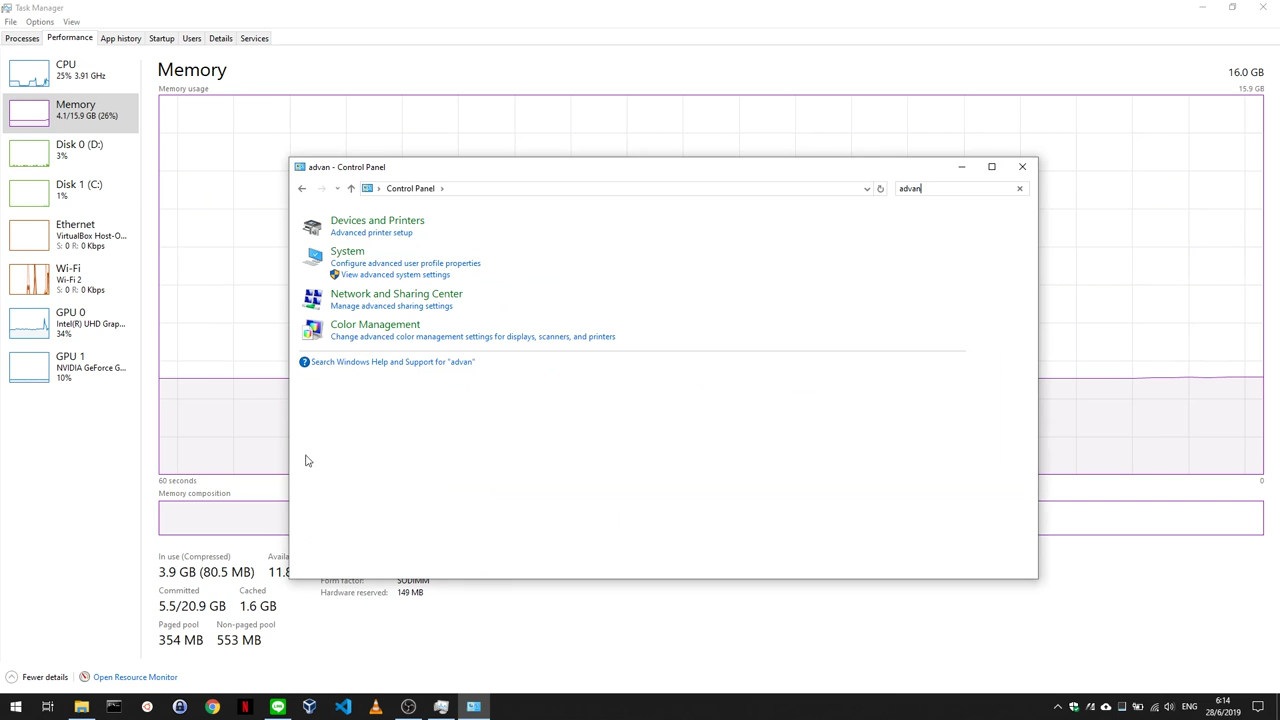 Task Manager
File Options View
Processes Performance App history Startup Users Details Services
CPU
25% 3.91 GHz
Memory
4.1/15.9 GB (26%)
Disk 0 (D:)
3%
Disk 1 (C:)
1%
Ethernet
VirtualBox Host-O...
S: 0 R: 0 Kbps
Wi-Fi
Wi-Fi 2
S: 0 R: 0 Kbps
GPU 0
Intel(R) UHD Grap...
34%
GPU 1
NVIDIA GeForce G...
10%
Memory
16.0 GB
Memory usage
15.9 GB
advan - Control Panel
Control Panel
advan
Devices and Printers
Advanced printer setup
System
Configure advanced user profile properties
View advanced system settings
Network and Sharing Center
Manage advanced sharing settings
Color Management
Change advanced color management settings for displays, scanners, and printers
Search Windows Help and Support for "advan"
60 seconds
0
Memory composition
In use (Compressed)
3.9 GB (80.5 MB)
Committed
5.5/20.9 GB
Cached
1.6 GB
Paged pool
354 MB
Non-paged pool
553 MB
Form factor:
SODIMM
Hardware reserved:
149 MB
Fewer details
Open Resource Monitor
ENG
6:14
28/6/2019